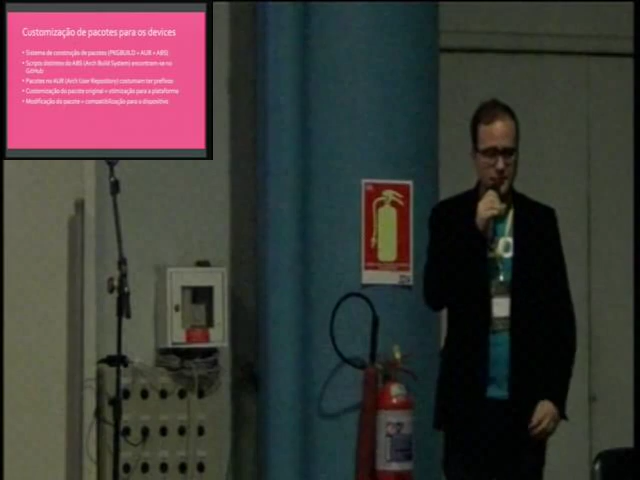 Customização de pacotes para os devices
• Sistema de construção de pacotes (PKGBUILD + AUR + ABS)
• Scripts distintos do ABS (Arch Build System) encontram-se no
GitHub
• Pacotes no AUR (Arch User Repository) costumam ter prefixos
• Customização do pacote original = otimização para a plataforma
• Modificação do pacote = compatibilização para o dispositivo